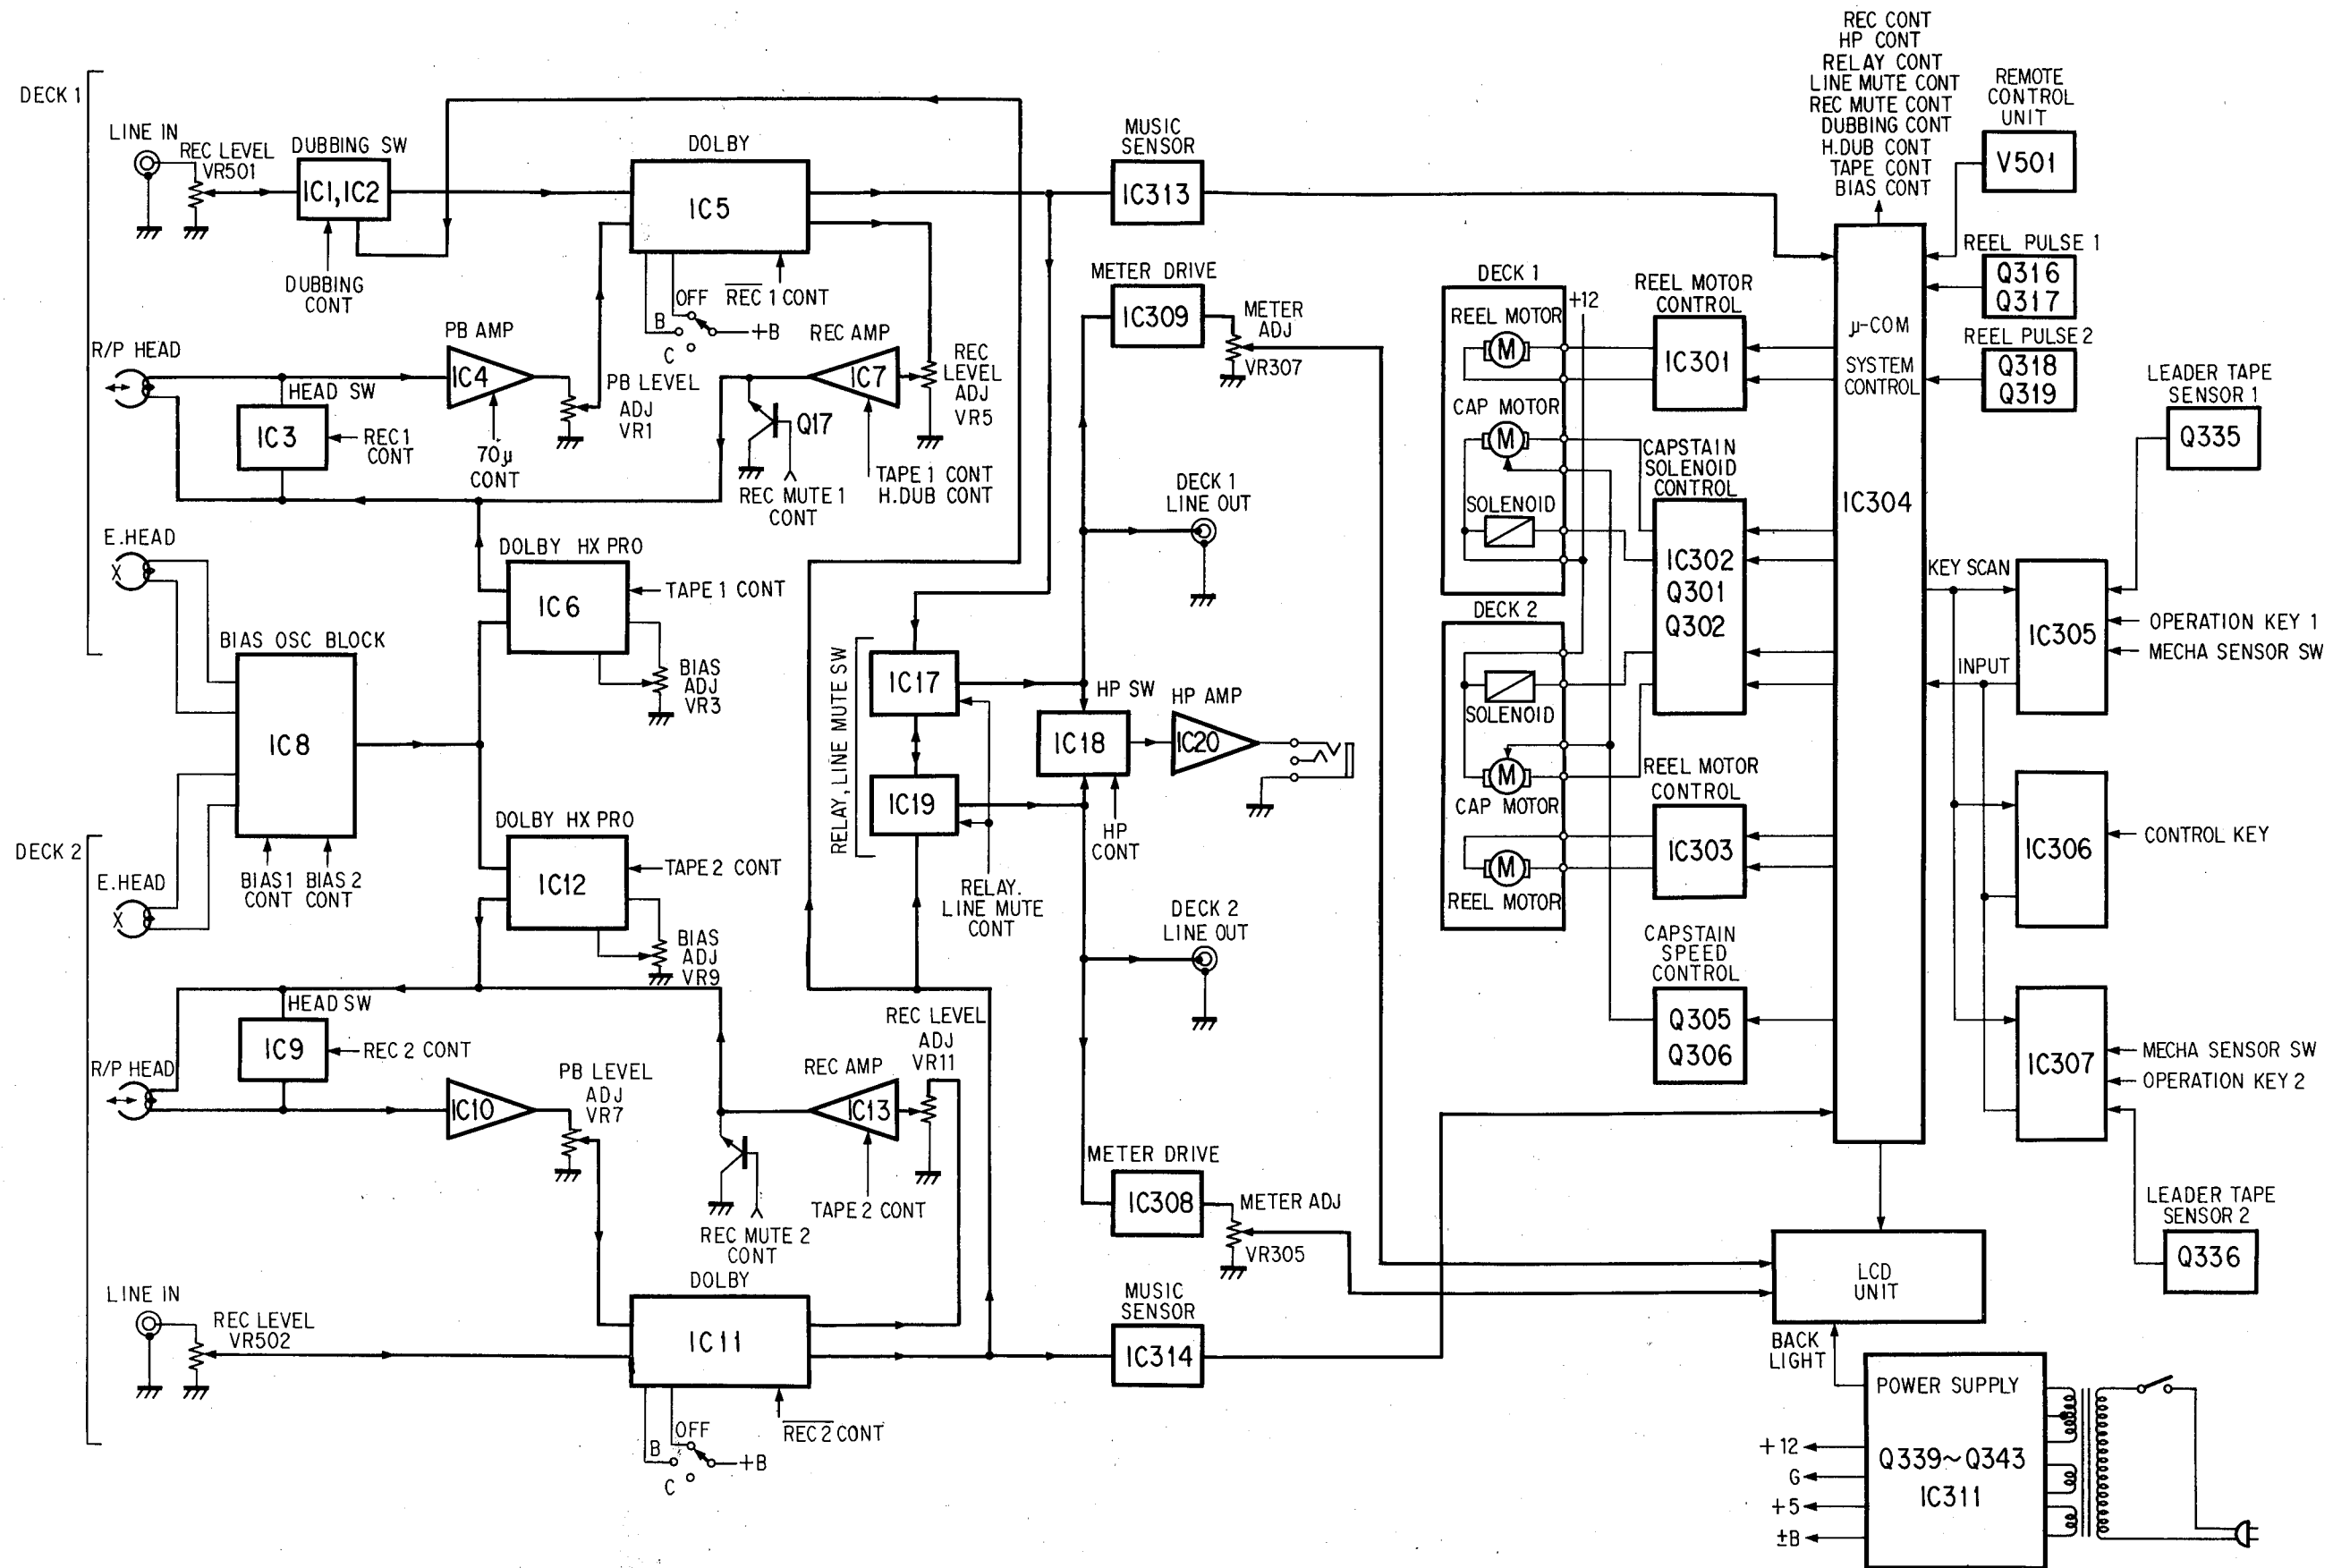 REC CONT
HP CONT
RELAY CONT
LINE MUTE CONT
REC MUTE CONT
DUBBING CONT
H.DUB CONT
TAPE CONT
BIAS CONT
REMOTE
CONTROL
UNIT
V501
DECK 1
LINE IN
REC LEVEL
VR501
DUBBING SW
IC1, IC2
DUBBING
CONT
DOLBY
IC5
OFF
B
C
+B
REC 1 CONT
MUSIC
SENSOR
IC313
METER DRIVE
IC309
METER
ADJ
VR307
R/P HEAD
HEAD SW
IC3
REC 1
CONT
PB AMP
IC4
70μ
CONT
PB LEVEL
ADJ
VR1
REC AMP
IC7
REC
LEVEL
ADJ
VR5
Q17
REC MUTE 1
CONT
TAPE 1 CONT
H.DUB CONT
DECK 1
LINE OUT
E.HEAD
X
DOLBY HX PRO
IC6
TAPE 1 CONT
BIAS
ADJ
VR3
BIAS OSC BLOCK
IC8
BIAS 1
CONT
BIAS 2
CONT
RELAY, LINE MUTE SW
IC17
IC19
RELAY.
LINE MUTE
CONT
HP SW
IC18
HP
CONT
HP AMP
IC20
DECK 2
E.HEAD
X
DOLBY HX PRO
IC12
TAPE 2 CONT
BIAS
ADJ
VR9
HEAD SW
IC9
REC 2 CONT
R/P HEAD
IC10
PB LEVEL
ADJ
VR7
REC AMP
IC13
REC LEVEL
ADJ
VR11
REC MUTE 2
CONT
TAPE 2 CONT
DECK 2
LINE OUT
METER DRIVE
IC308
METER ADJ
VR305
LINE IN
REC LEVEL
VR502
DOLBY
IC11
OFF
B
C
+B
REC 2 CONT
MUSIC
SENSOR
IC314
DECK 1
+12
REEL MOTOR
M
CAP MOTOR
M
SOLENOID
DECK 2
SOLENOID
M
CAP MOTOR
M
REEL MOTOR
REEL MOTOR
CONTROL
IC301
CAPSTAIN
SOLENOID
CONTROL
IC302
Q301
Q302
REEL MOTOR
CONTROL
IC303
CAPSTAIN
SPEED
CONTROL
Q305
Q306
μ-COM
SYSTEM
CONTROL
IC304
REEL PULSE 1
Q316
Q317
REEL PULSE 2
Q318
Q319
LEADER TAPE
SENSOR 1
Q335
KEY SCAN
INPUT
IC305
OPERATION KEY 1
MECHA SENSOR SW
IC306
CONTROL KEY
IC307
MECHA SENSOR SW
OPERATION KEY 2
LEADER TAPE
SENSOR 2
Q336
LCD
UNIT
BACK
LIGHT
POWER SUPPLY
Q339~Q343
IC311
+12
G
+5
±B